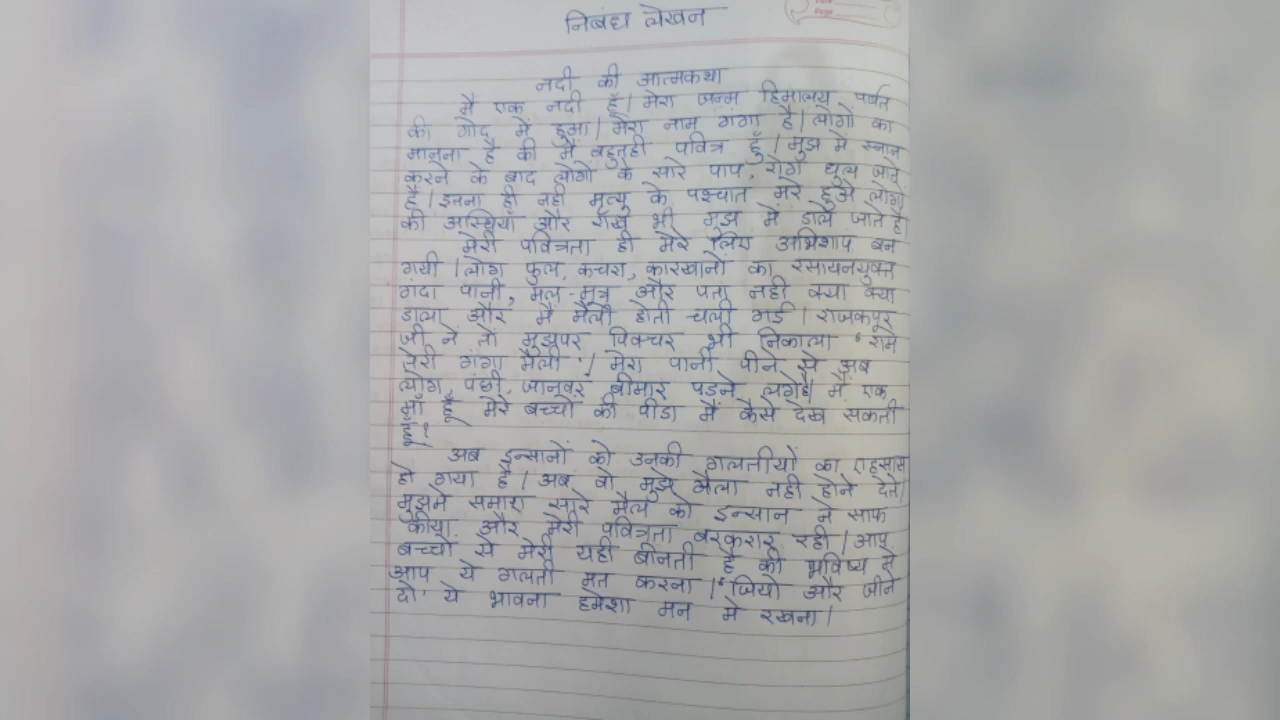 निबंध लेखन
नदी की आत्मकथा
मै एक नदी हूँ। मेरा जन्म हिमालय पर्वत
की गोद में हुआ। मेरा नाम गंगा है। लोगों का
मानना है की मैं बहुतही पवित्र हूँ। मुझ मे स्नान
करने के बाद लोगों के सारे पाप, रोग धुल जाते
है। इतना ही नही मृत्यु के पश्चात मरे हुअे लोगो
की अस्थियाँ और राख भी मुझ में डाले जाते है।
मेरी पवित्रता ही मेरे लिए अभिशाप बन
गयी। लोग फुल, कचरा, कारखानों का रसायनयुक्त
गंदा पानी, मल-मूत्र और पता नही क्या क्या
डाला और मैं मैली होती चली गई। राजकपूर
जी ने तो मुझपर पिक्चर भी निकाला "राम
तेरी गंगा मैली"। मेरा पानी पीने से अब
लोग, पंछी, जानवर बीमार पडने लगे है। में एक
माँ हूँ मेरे बच्चों की पीडा मैं कैसे देख सकती
हूँ?
अब इन्सानों को उनकी गलतीयों का एहसास
हो गया है। अब वो मुझे मैला नही होने देते।
मुझमे समाए सारे मैल को इन्सान ने साफ
कीया और मेरी पवित्रता बरकरार रही। आप
बच्चों से मेरी यही बीनती है की भविष्य मे
आप ये गलती मत करना। "जियो और जीने
दो" ये भावना हमेशा मन मे रखना।